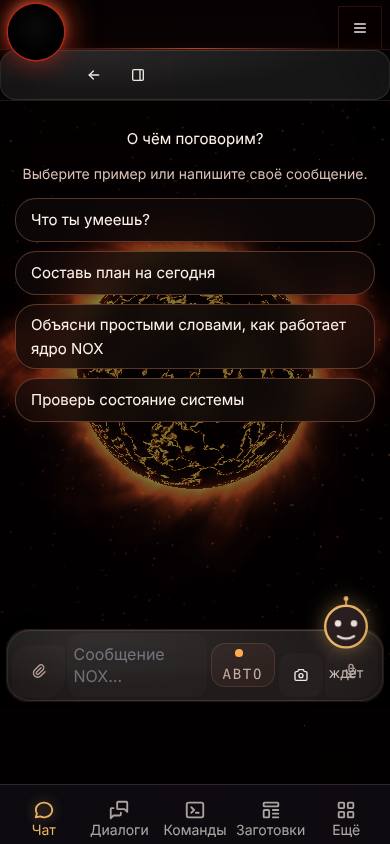 О чём поговорим?
Выберите пример или напишите своё сообщение.
Что ты умеешь?
Составь план на сегодня
Объясни простыми словами, как работает
ядро NOX
Проверь состояние системы
Сообщение
NOX...
АВТО
ждёт
Чат
Диалоги
Команды
Заготовки
Ещё